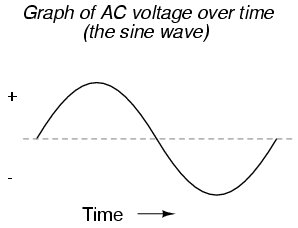 Graph of AC voltage over time
(the sine wave)
+
-
Time